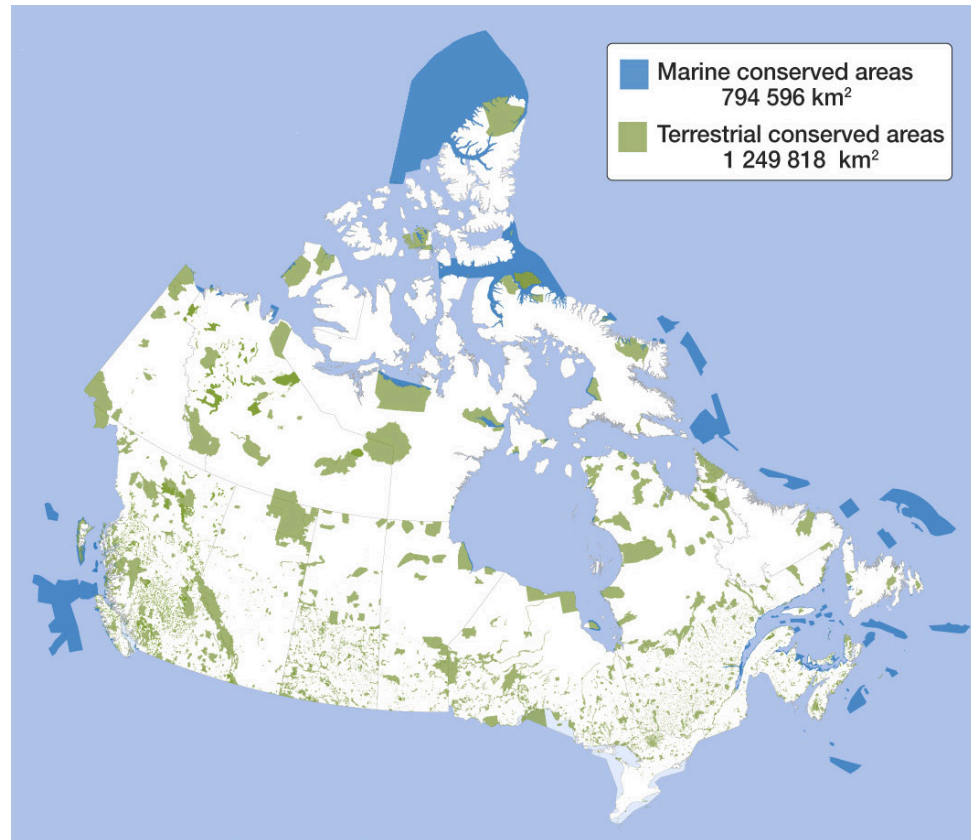 Marine conserved areas
794 596 km²
Terrestrial conserved areas
1 249 818 km²